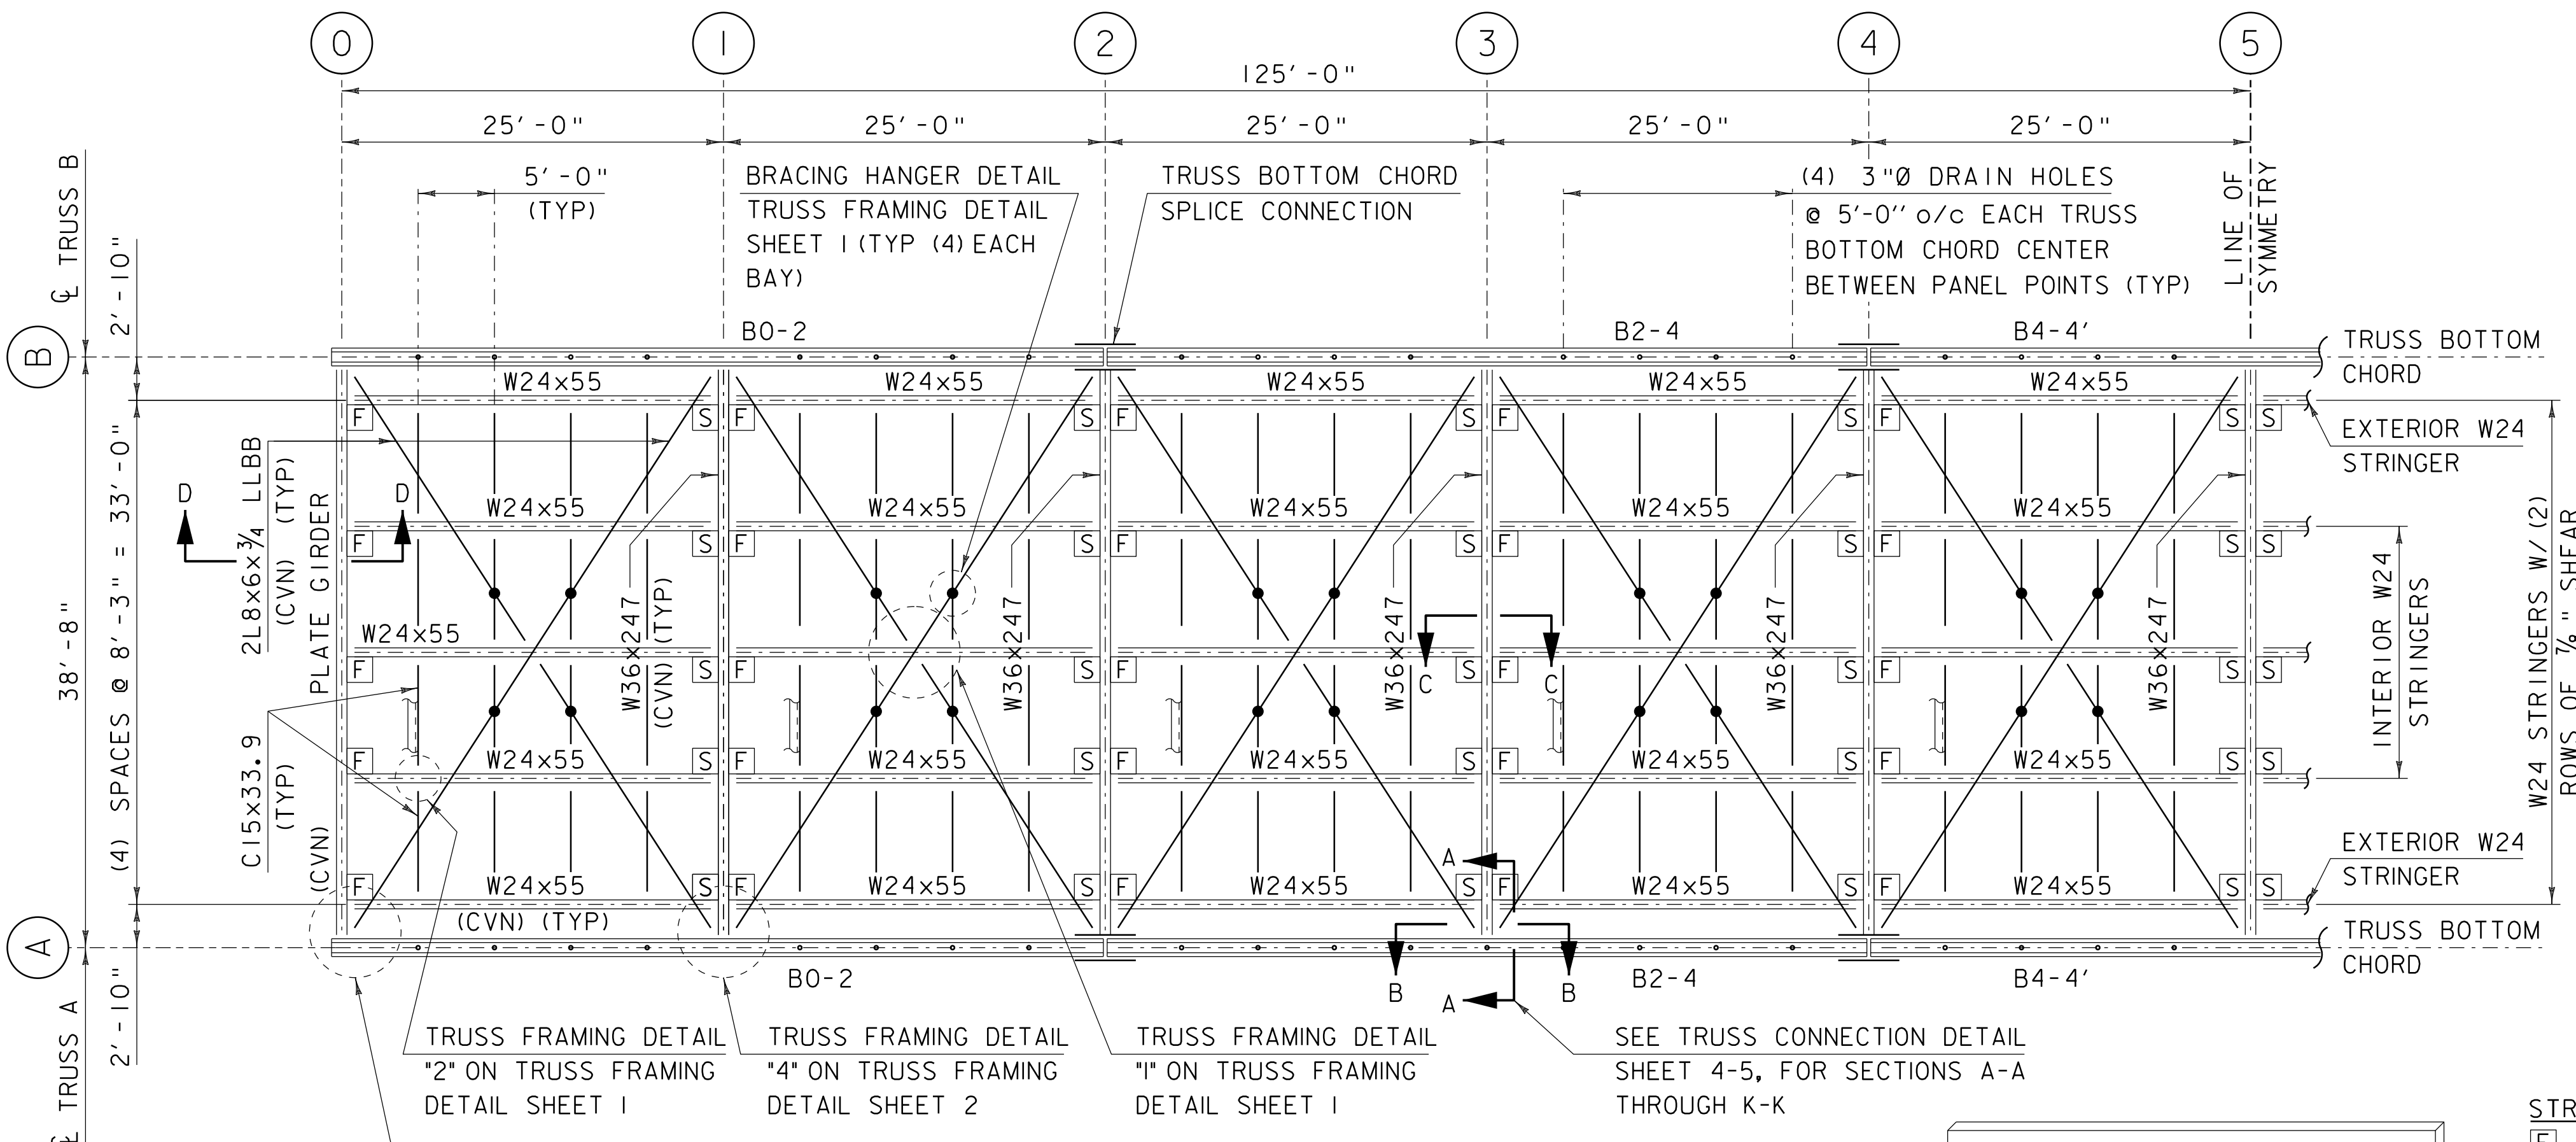 0
1
2
3
4
5
125'-0"
25'-0"
25'-0"
25'-0"
25'-0"
25'-0"
5'-0"
(TYP)
BRACING HANGER DETAIL
TRUSS FRAMING DETAIL
SHEET 1 (TYP (4) EACH
BAY)
TRUSS BOTTOM CHORD
SPLICE CONNECTION
(4) 3"Ø DRAIN HOLES
@ 5'-0" o/c EACH TRUSS
BOTTOM CHORD CENTER
BETWEEN PANEL POINTS (TYP)
LINE OF
SYMMETRY
℄ TRUSS B
2'-10"
B
B0-2
B2-4
B4-4'
TRUSS BOTTOM
CHORD
W24x55
W24x55
W24x55
W24x55
W24x55
F
S
F
S
F
S
F
S
F
S
S
EXTERIOR W24
STRINGER
2L8x6x¾ LLBB
(CVN) (TYP)
PLATE GIRDER
(CVN)
D
D
W24x55
W24x55
W24x55
W24x55
W24x55
F
S
F
S
F
S
F
S
F
S
S
(4) SPACES @ 8'-3" = 33'-0"
38'-8"
W36x247
(CVN) (TYP)
W36x247
W36x247
W36x247
W36x247
C
C
W24x55
F
S
F
S
F
S
F
S
F
S
S
INTERIOR W24
STRINGERS
W24 STRINGERS W/ (2)
ROWS OF ⅞" SHEAR
C15x33.9
(TYP)
W24x55
W24x55
W24x55
W24x55
W24x55
F
S
F
S
F
S
F
S
F
S
S
W24x55
W24x55
W24x55
W24x55
W24x55
F
S
F
S
F
S
F
S
F
S
S
(CVN) (TYP)
A
EXTERIOR W24
STRINGER
A
TRUSS BOTTOM
CHORD
B0-2
B2-4
B4-4'
B
B
A
2'-10"
℄ TRUSS A
TRUSS FRAMING DETAIL
"2" ON TRUSS FRAMING
DETAIL SHEET 1
TRUSS FRAMING DETAIL
"4" ON TRUSS FRAMING
DETAIL SHEET 2
TRUSS FRAMING DETAIL
"1" ON TRUSS FRAMING
DETAIL SHEET 1
SEE TRUSS CONNECTION DETAIL
SHEET 4-5, FOR SECTIONS A-A
THROUGH K-K